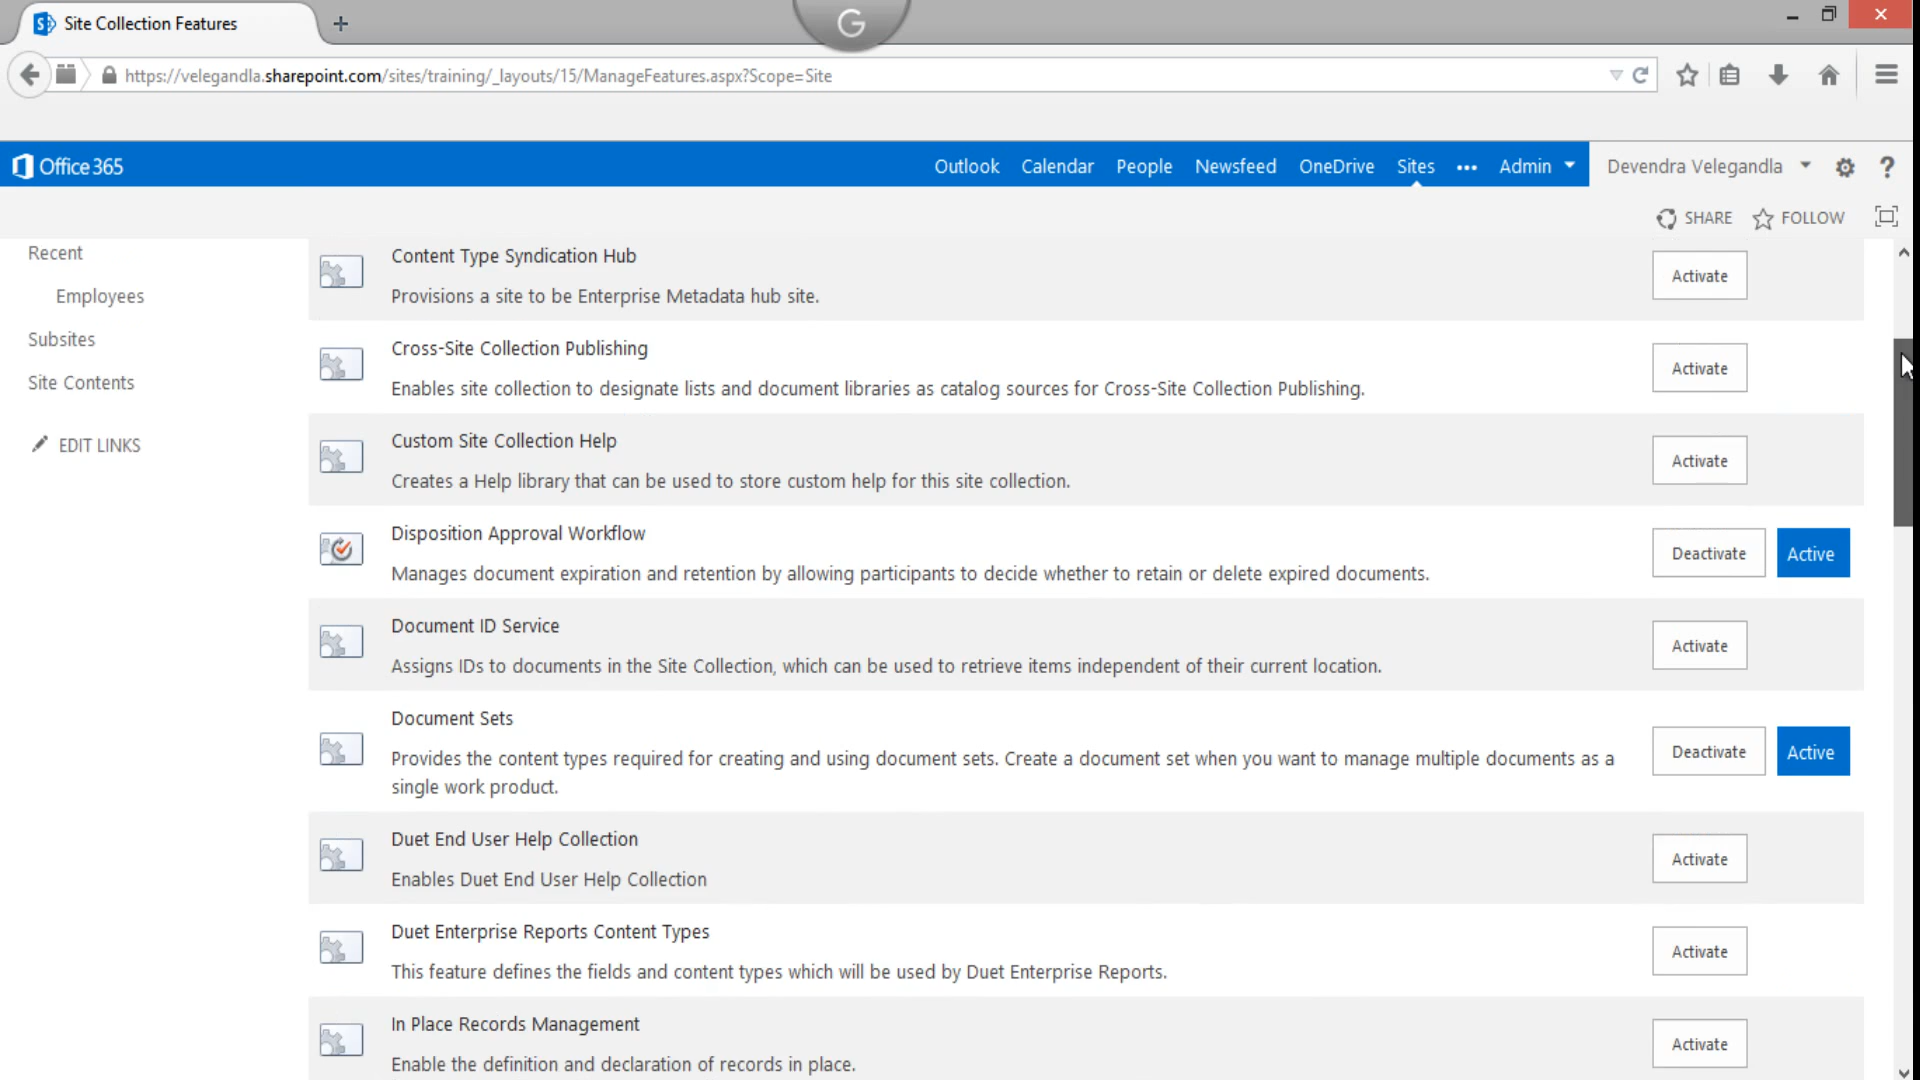 Site Collection Features
G
https://velegandla.sharepoint.com/sites/training/_layouts/15/ManageFeatures.aspx?Scope=Site
Office 365
Outlook Calendar People Newsfeed OneDrive Sites ••• Admin
Devendra Velegandla
?
SHARE
FOLLOW
Recent
Employees
Subsites
Site Contents
EDIT LINKS
Content Type Syndication Hub
Provisions a site to be Enterprise Metadata hub site.
Activate
Cross-Site Collection Publishing
Enables site collection to designate lists and document libraries as catalog sources for Cross-Site Collection Publishing.
Activate
Custom Site Collection Help
Creates a Help library that can be used to store custom help for this site collection.
Activate
Disposition Approval Workflow
Manages document expiration and retention by allowing participants to decide whether to retain or delete expired documents.
Deactivate Active
Document ID Service
Assigns IDs to documents in the Site Collection, which can be used to retrieve items independent of their current location.
Activate
Document Sets
Provides the content types required for creating and using document sets. Create a document set when you want to manage multiple documents as a
single work product.
Deactivate Active
Duet End User Help Collection
Enables Duet End User Help Collection
Activate
Duet Enterprise Reports Content Types
This feature defines the fields and content types which will be used by Duet Enterprise Reports.
Activate
In Place Records Management
Enable the definition and declaration of records in place.
Activate